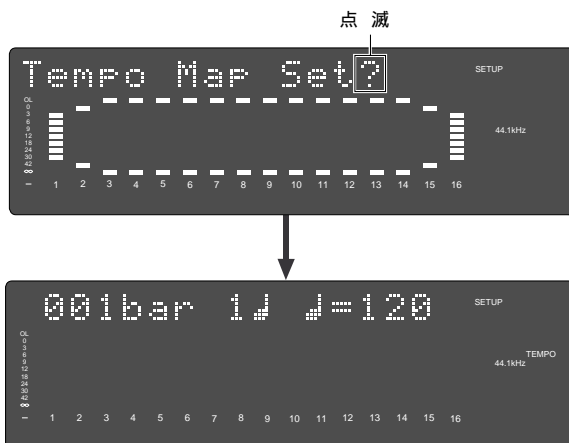 点 滅
Tempo Map Set?
SETUP
OL
0
3
6
9
12
18
24
30
42
∞
–
44.1kHz
1 2 3 4 5 6 7 8 9 10 11 12 13 14 15 16
001bar 1♩ ♩=120
SETUP
OL
0
3
6
9
12
18
24
30
42
∞
–
TEMPO
44.1kHz
1 2 3 4 5 6 7 8 9 10 11 12 13 14 15 16